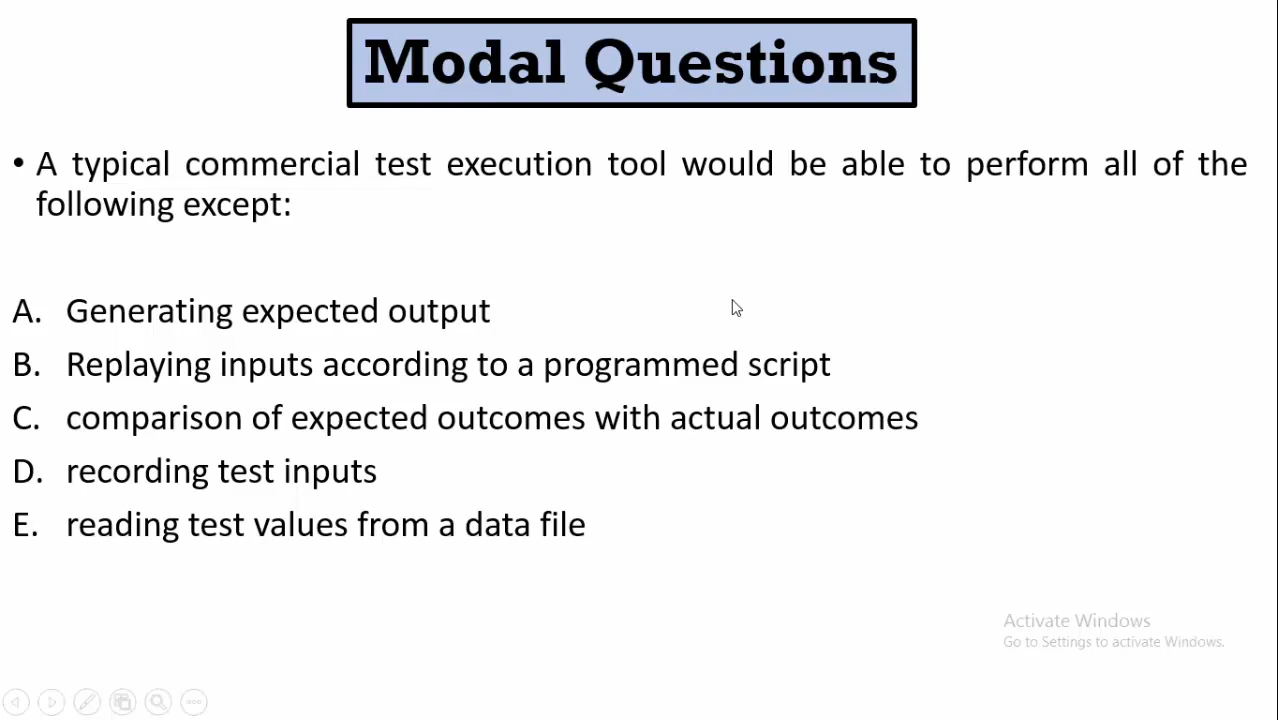 Modal Questions
• A typical commercial test execution tool would be able to perform all of the
following except:
A. Generating expected output
B. Replaying inputs according to a programmed script
C. comparison of expected outcomes with actual outcomes
D. recording test inputs
E. reading test values from a data file
Activate Windows
Go to Settings to activate Windows.